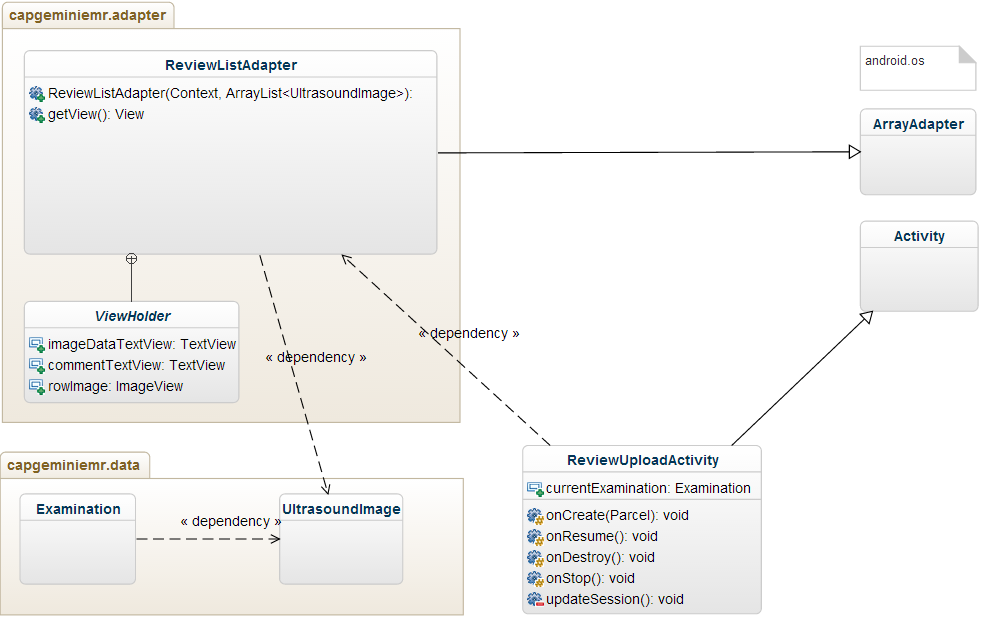 capgeminiemr.adapter
ReviewListAdapter
ReviewListAdapter(Context, ArrayList<UltrasoundImage>):
getView(): View
android.os
ArrayAdapter
Activity
ViewHolder
imageDataTextView: TextView
commentTextView: TextView
rowImage: ImageView
« dependency »
« dependency »
capgeminiemr.data
Examination
« dependency »
UltrasoundImage
ReviewUploadActivity
currentExamination: Examination
onCreate(Parcel): void
onResume(): void
onDestroy(): void
onStop(): void
updateSession(): void